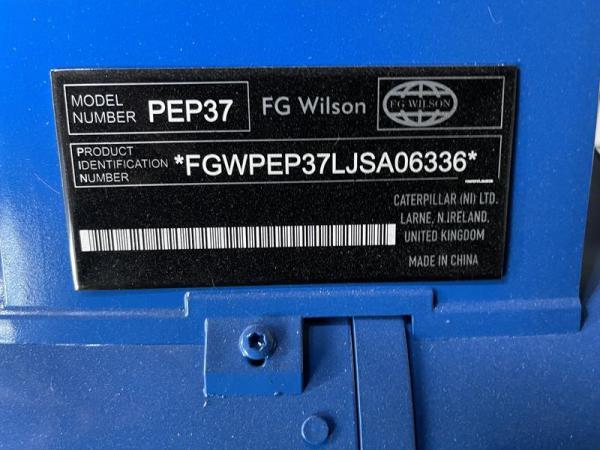 MODEL NUMBER PEP37 FG Wilson FG WILSON
PRODUCT IDENTIFICATION NUMBER *FGWPEP37LJSA06336*
CATERPILLAR (NI) LTD.
LARNE, N.IRELAND,
UNITED KINGDOM
MADE IN CHINA